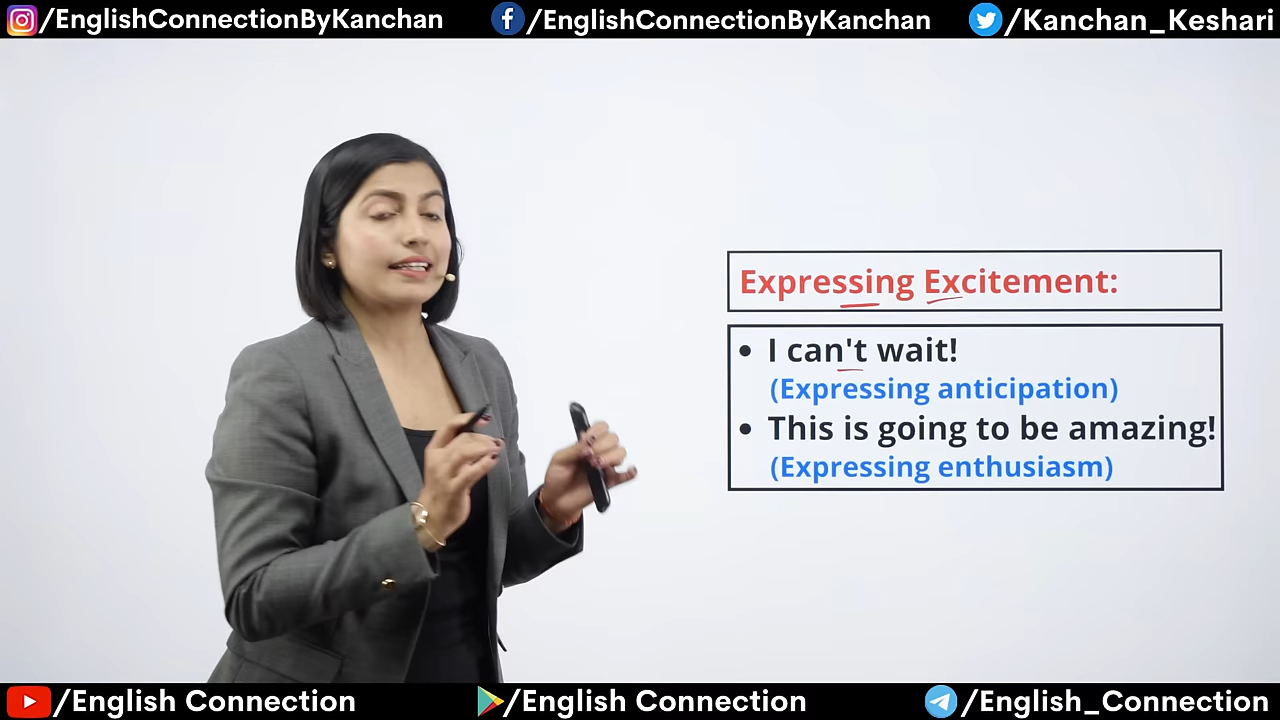 /EnglishConnectionByKanchan /EnglishConnectionByKanchan /Kanchan_Keshari
Expressing Excitement:
• I can't wait!
(Expressing anticipation)
• This is going to be amazing!
(Expressing enthusiasm)
/English Connection /English Connection /English_Connection